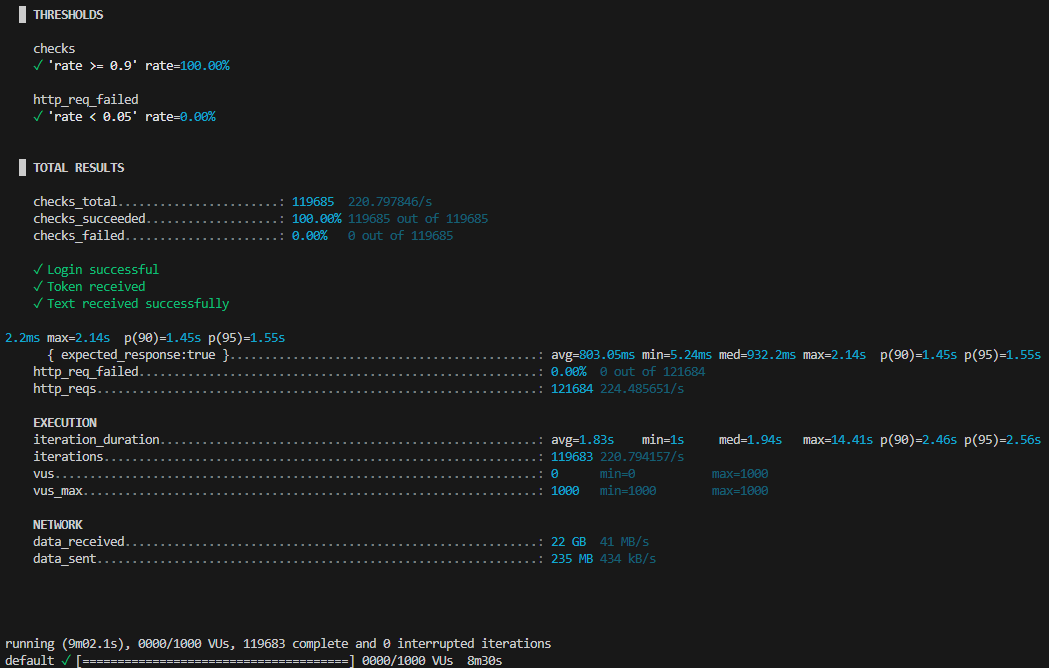 THRESHOLDS
checks
✓ 'rate >= 0.9' rate=100.00%
http_req_failed
✓ 'rate < 0.05' rate=0.00%
TOTAL RESULTS
checks_total.......................: 119685 220.797846/s
checks_succeeded...................: 100.00% 119685 out of 119685
checks_failed......................: 0.00% 0 out of 119685
✓ Login successful
✓ Token received
✓ Text received successfully
2.2ms max=2.14s p(90)=1.45s p(95)=1.55s
{ expected_response:true }............................................: avg=803.05ms min=5.24ms med=932.2ms max=2.14s p(90)=1.45s p(95)=1.55s
http_req_failed.........................................................: 0.00% 0 out of 121684
http_reqs...............................................................: 121684 224.485651/s
EXECUTION
iteration_duration......................................................: avg=1.83s min=1s med=1.94s max=14.41s p(90)=2.46s p(95)=2.56s
iterations..............................................................: 119683 220.794157/s
vus.....................................................................: 0 min=0 max=1000
vus_max.................................................................: 1000 min=1000 max=1000
NETWORK
data_received...........................................................: 22 GB 41 MB/s
data_sent...............................................................: 235 MB 434 kB/s
running (9m02.1s), 0000/1000 VUs, 119683 complete and 0 interrupted iterations
default ✓ [======================================] 0000/1000 VUs 8m30s